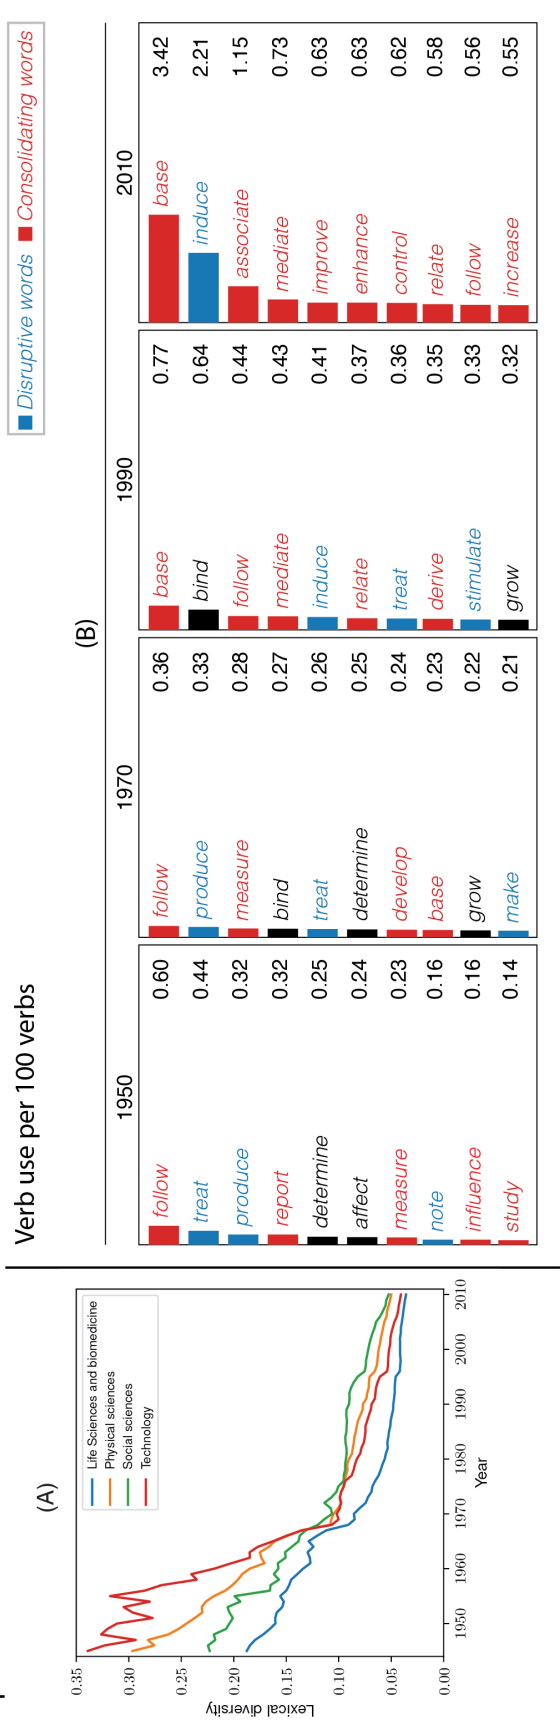 (A)
0.35
0.30
0.25
0.20
0.15
0.10
0.05
0.00
Lexical diversity
Life Sciences and biomedicine
Physical sciences
Social sciences
Technology
1950
1960
1970
1980
1990
2000
2010
Year
Verb use per 100 verbs
Disruptive words Consolidating words
(B)
1950
follow 0.60
treat 0.44
produce 0.32
report 0.32
determine 0.25
affect 0.24
measure 0.23
note 0.16
influence 0.16
study 0.14
1970
follow 0.36
produce 0.33
measure 0.28
bind 0.27
treat 0.26
determine 0.25
develop 0.24
base 0.23
grow 0.22
make 0.21
1990
base 0.77
bind 0.64
follow 0.44
mediate 0.43
induce 0.41
relate 0.37
treat 0.36
derive 0.35
stimulate 0.33
grow 0.32
2010
base 3.42
induce 2.21
associate 1.15
mediate 0.73
improve 0.63
enhance 0.63
control 0.62
relate 0.58
follow 0.56
increase 0.55